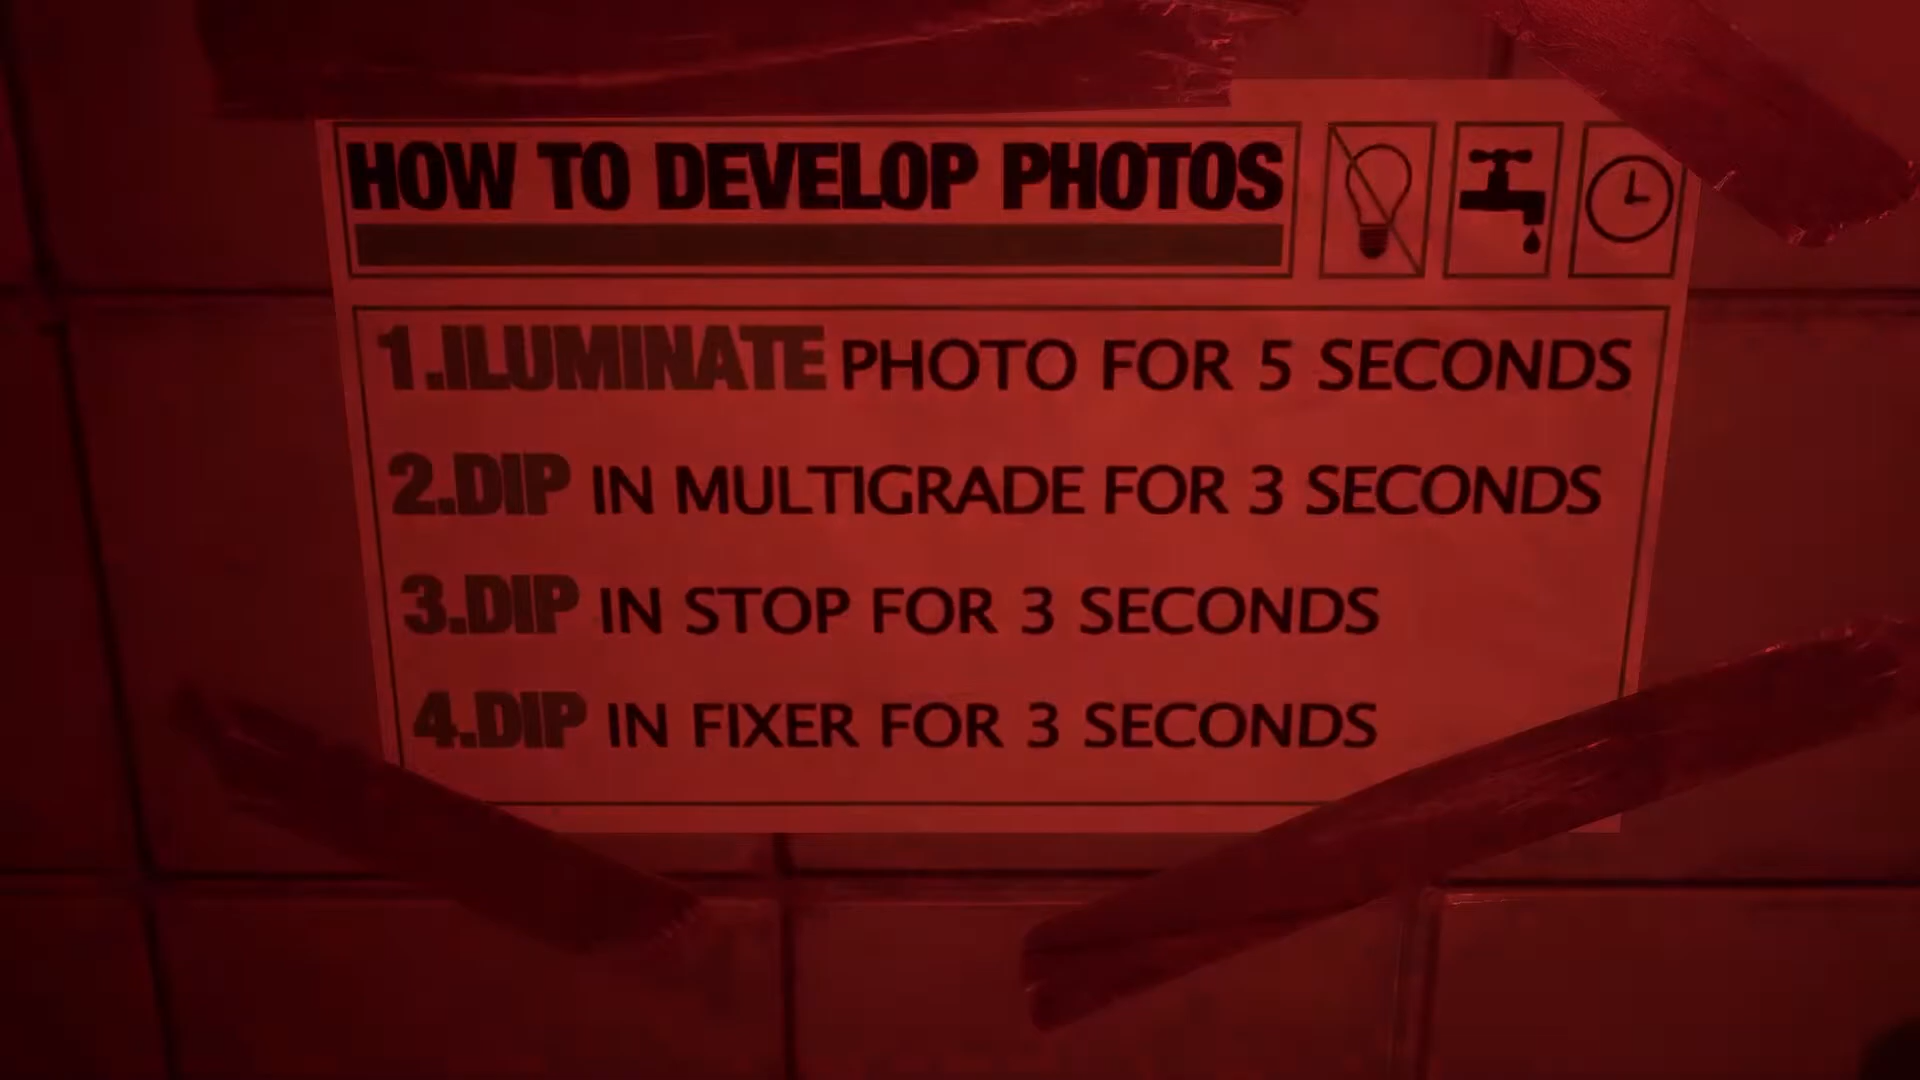 HOW TO DEVELOP PHOTOS
1.ILUMINATE PHOTO FOR 5 SECONDS
2.DIP IN MULTIGRADE FOR 3 SECONDS
3.DIP IN STOP FOR 3 SECONDS
4.DIP IN FIXER FOR 3 SECONDS